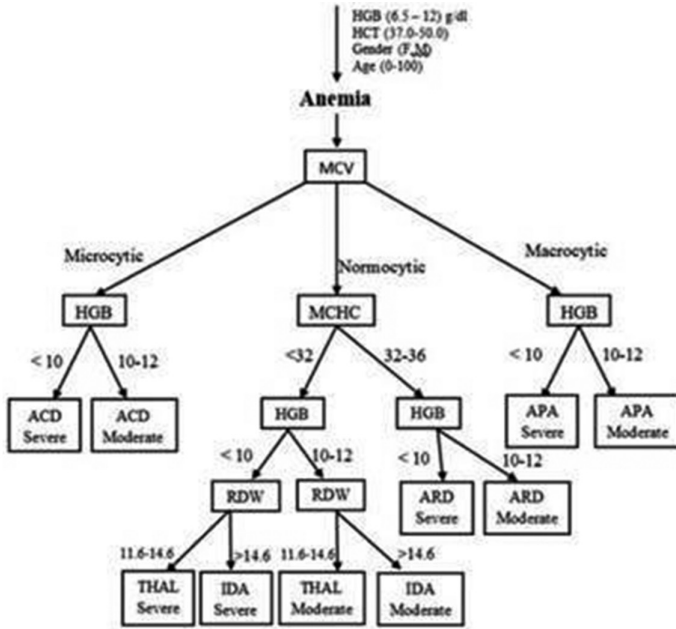 HGB (6.5 – 12) g/dl
HCT (37.0-50.0)
Gender (F,M)
Age (0-100)
Anemia
MCV
Microcytic
Normocytic
Macrocytic
HGB
MCHC
HGB
< 10
10-12
<32
32-36
< 10
10-12
ACD
Severe
ACD
Moderate
HGB
HGB
APA
Severe
APA
Moderate
< 10
10-12
< 10
10-12
RDW
RDW
ARD
Severe
ARD
Moderate
11.6-14.6
>14.6
11.6-14.6
>14.6
THAL
Severe
IDA
Severe
THAL
Moderate
IDA
Moderate